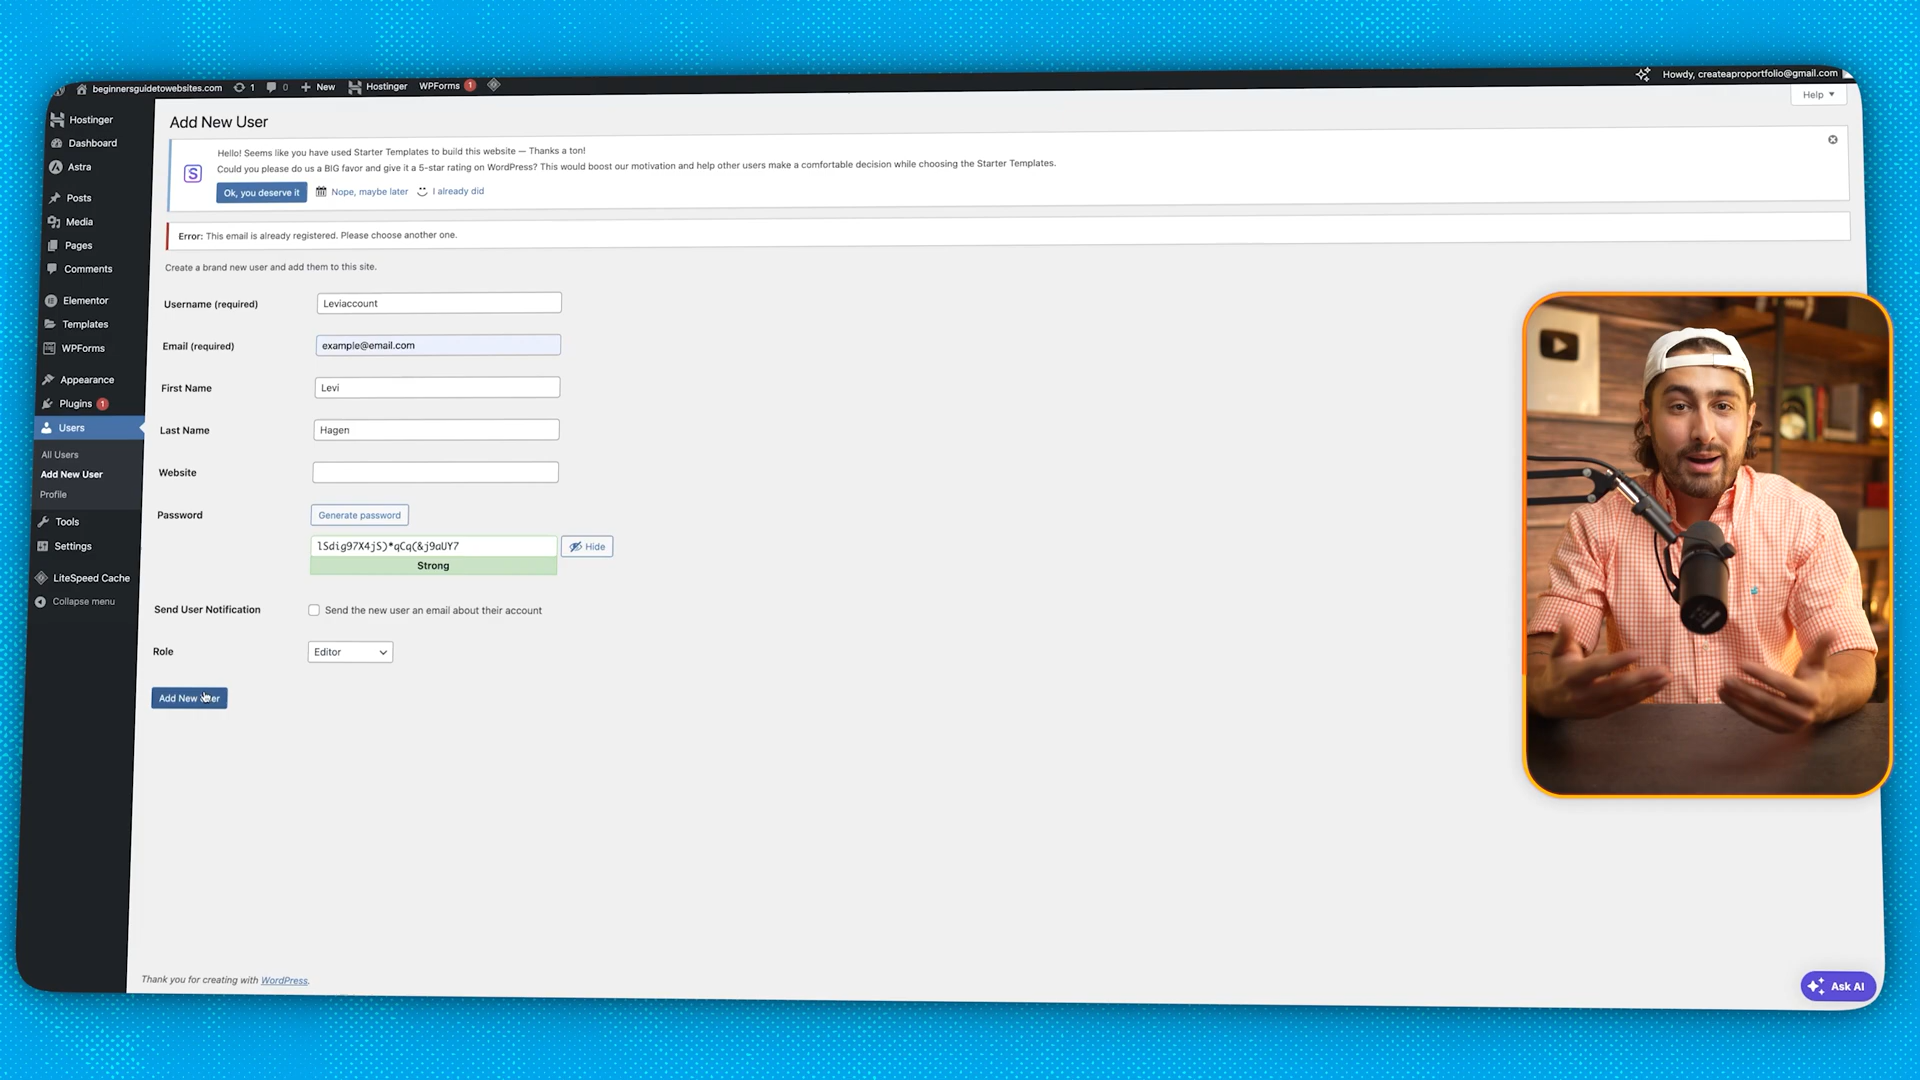 beginnersguidetowebsites.com 1 0 + New Hostinger WPForms 1
Howdy, createaproportfolio@gmail.com
Help
Hostinger
Dashboard
Astra
Posts
Media
Pages
Comments
Elementor
Templates
WPForms
Appearance
Plugins 1
Users
All Users
Add New User
Profile
Tools
Settings
LiteSpeed Cache
Collapse menu
Add New User
S
Hello! Seems like you have used Starter Templates to build this website — Thanks a ton!
Could you please do us a BIG favor and give it a 5-star rating on WordPress? This would boost our motivation and help other users make a comfortable decision while choosing the Starter Templates.
Ok, you deserve it Nope, maybe later I already did
Error: This email is already registered. Please choose another one.
Create a brand new user and add them to this site.
Username (required) Leviaccount
Email (required) example@email.com
First Name Levi
Last Name Hagen
Website
Password Generate password
lSdig97X4jS)*qCq(&j9aUY7 Hide
Strong
Send User Notification Send the new user an email about their account
Role Editor
Add New User
Thank you for creating with WordPress.
Ask AI